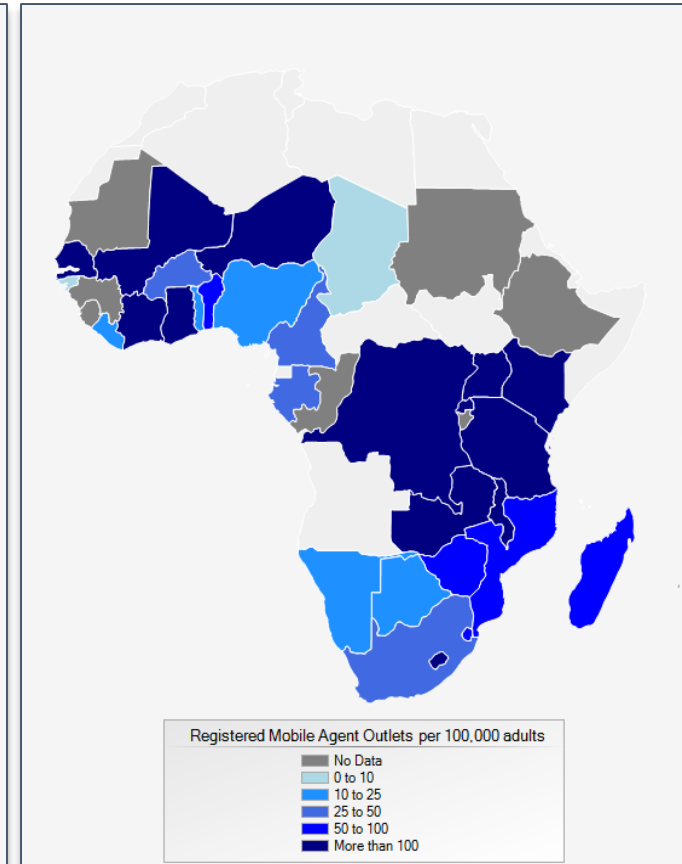 Registered Mobile Agent Outlets per 100,000 adults
No Data
0 to 10
10 to 25
25 to 50
50 to 100
More than 100